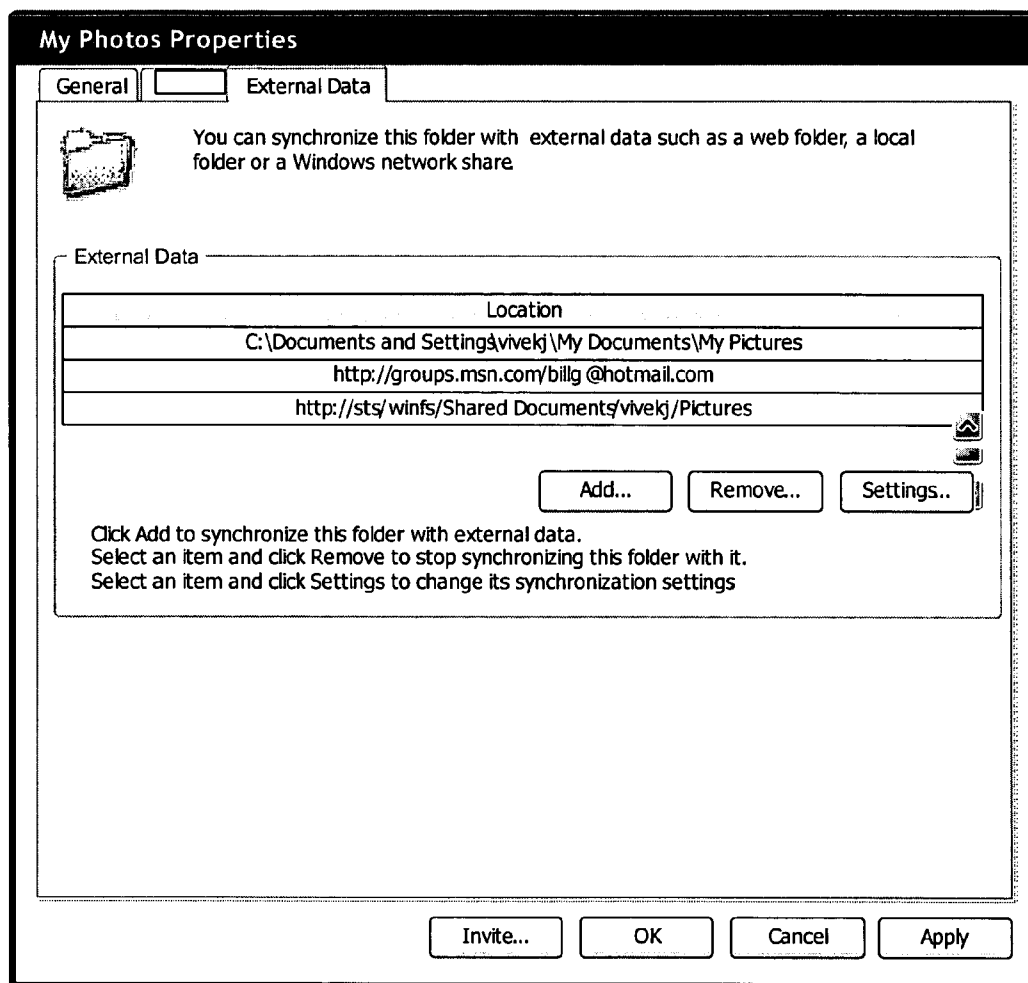 My Photos Properties
General
External Data
You can synchronize this folder with external data such as a web folder, a local
folder or a Windows network share
External Data
Location
C:\Documents and Settings\vivekj\My Documents\My Pictures
http://groups.msn.com/billg@hotmail.com
http://sts/winfs/Shared Documents/vivekj/Pictures
Add...
Remove...
Settings...
Click Add to synchronize this folder with external data.
Select an item and click Remove to stop synchronizing this folder with it.
Select an item and click Settings to change its synchronization settings
Invite...
OK
Cancel
Apply